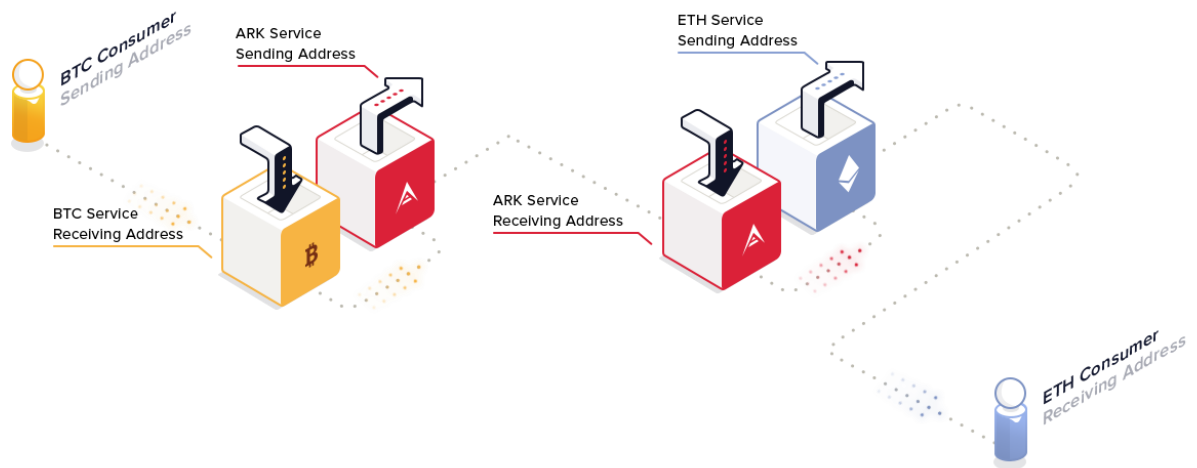 BTC Consumer
Sending Address
ARK Service
Sending Address
BTC Service
Receiving Address
ETH Service
Sending Address
ARK Service
Receiving Address
ETH Consumer
Receiving Address